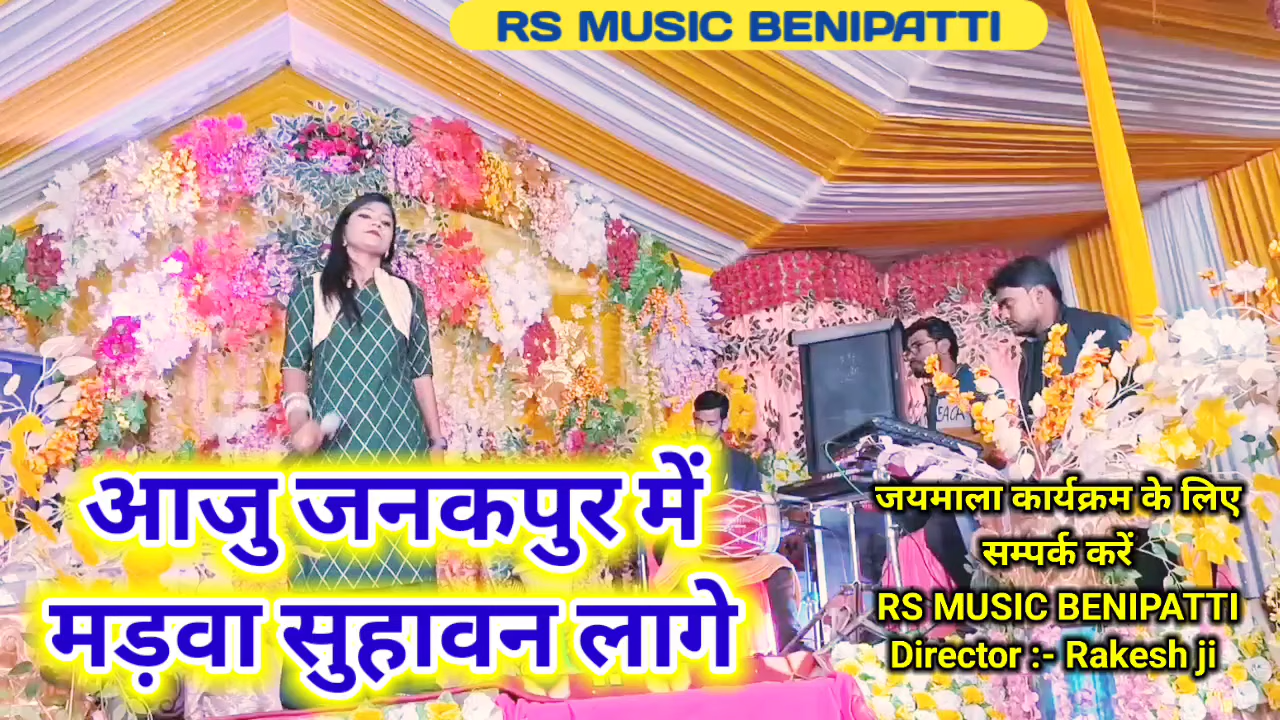 RS MUSIC BENIPATTI
आजु जनकपुर में
मड़वा सुहावन लागे
जयमाला कार्यक्रम के लिए
सम्पर्क करें
RS MUSIC BENIPATTI
Director :- Rakesh ji